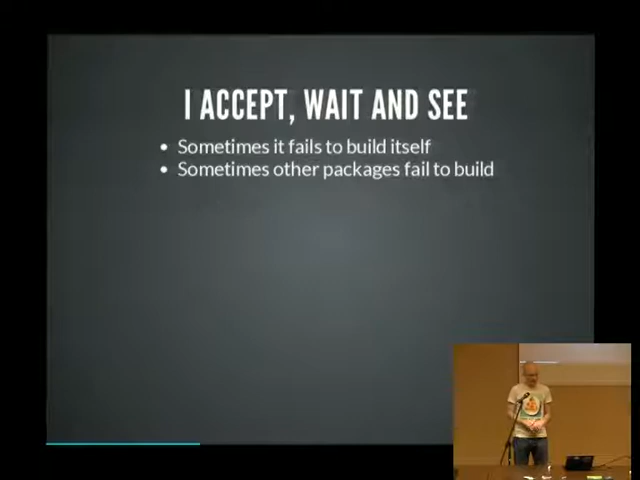 I ACCEPT, WAIT AND SEE
Sometimes it fails to build itself
Sometimes other packages fail to build